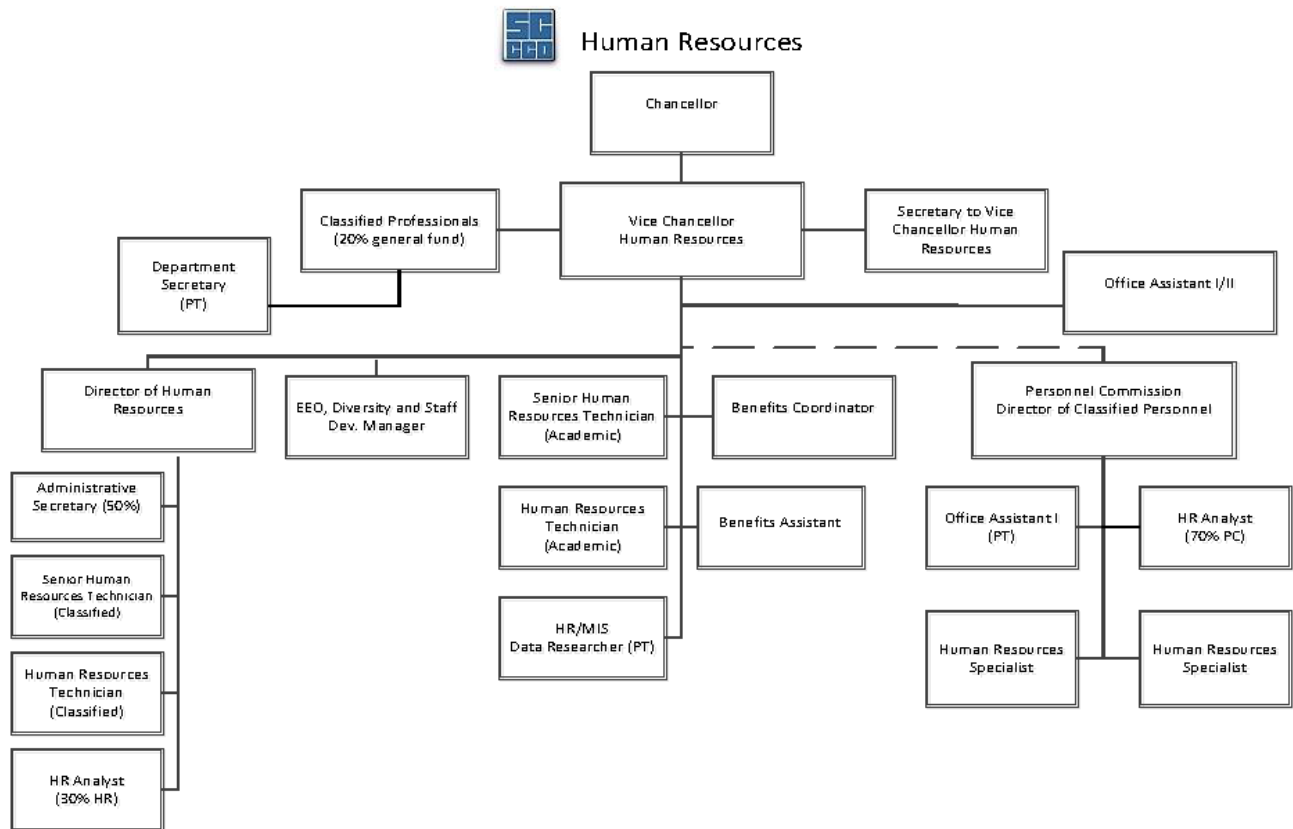 SC
CCD
Human Resources
Chancellor
Classified Professionals
(20% general fund)
Vice Chancellor
Human Resources
Secretary to Vice
Chancellor Human
Resources
Department
Secretary
(PT)
Office Assistant I/II
Director of Human
Resources
EEO, Diversity and Staff
Dev. Manager
Senior Human
Resources Technician
(Academic)
Benefits Coordinator
Personnel Commission
Director of Classified Personnel
Administrative
Secretary (50%)
Human Resources
Technician
(Academic)
Benefits Assistant
Office Assistant I
(PT)
HR Analyst
(70% PC)
Senior Human
Resources Technician
(Classified)
HR/MIS
Data Researcher (PT)
Human Resources
Specialist
Human Resources
Specialist
Human Resources
Technician
(Classified)
HR Analyst
(30% HR)